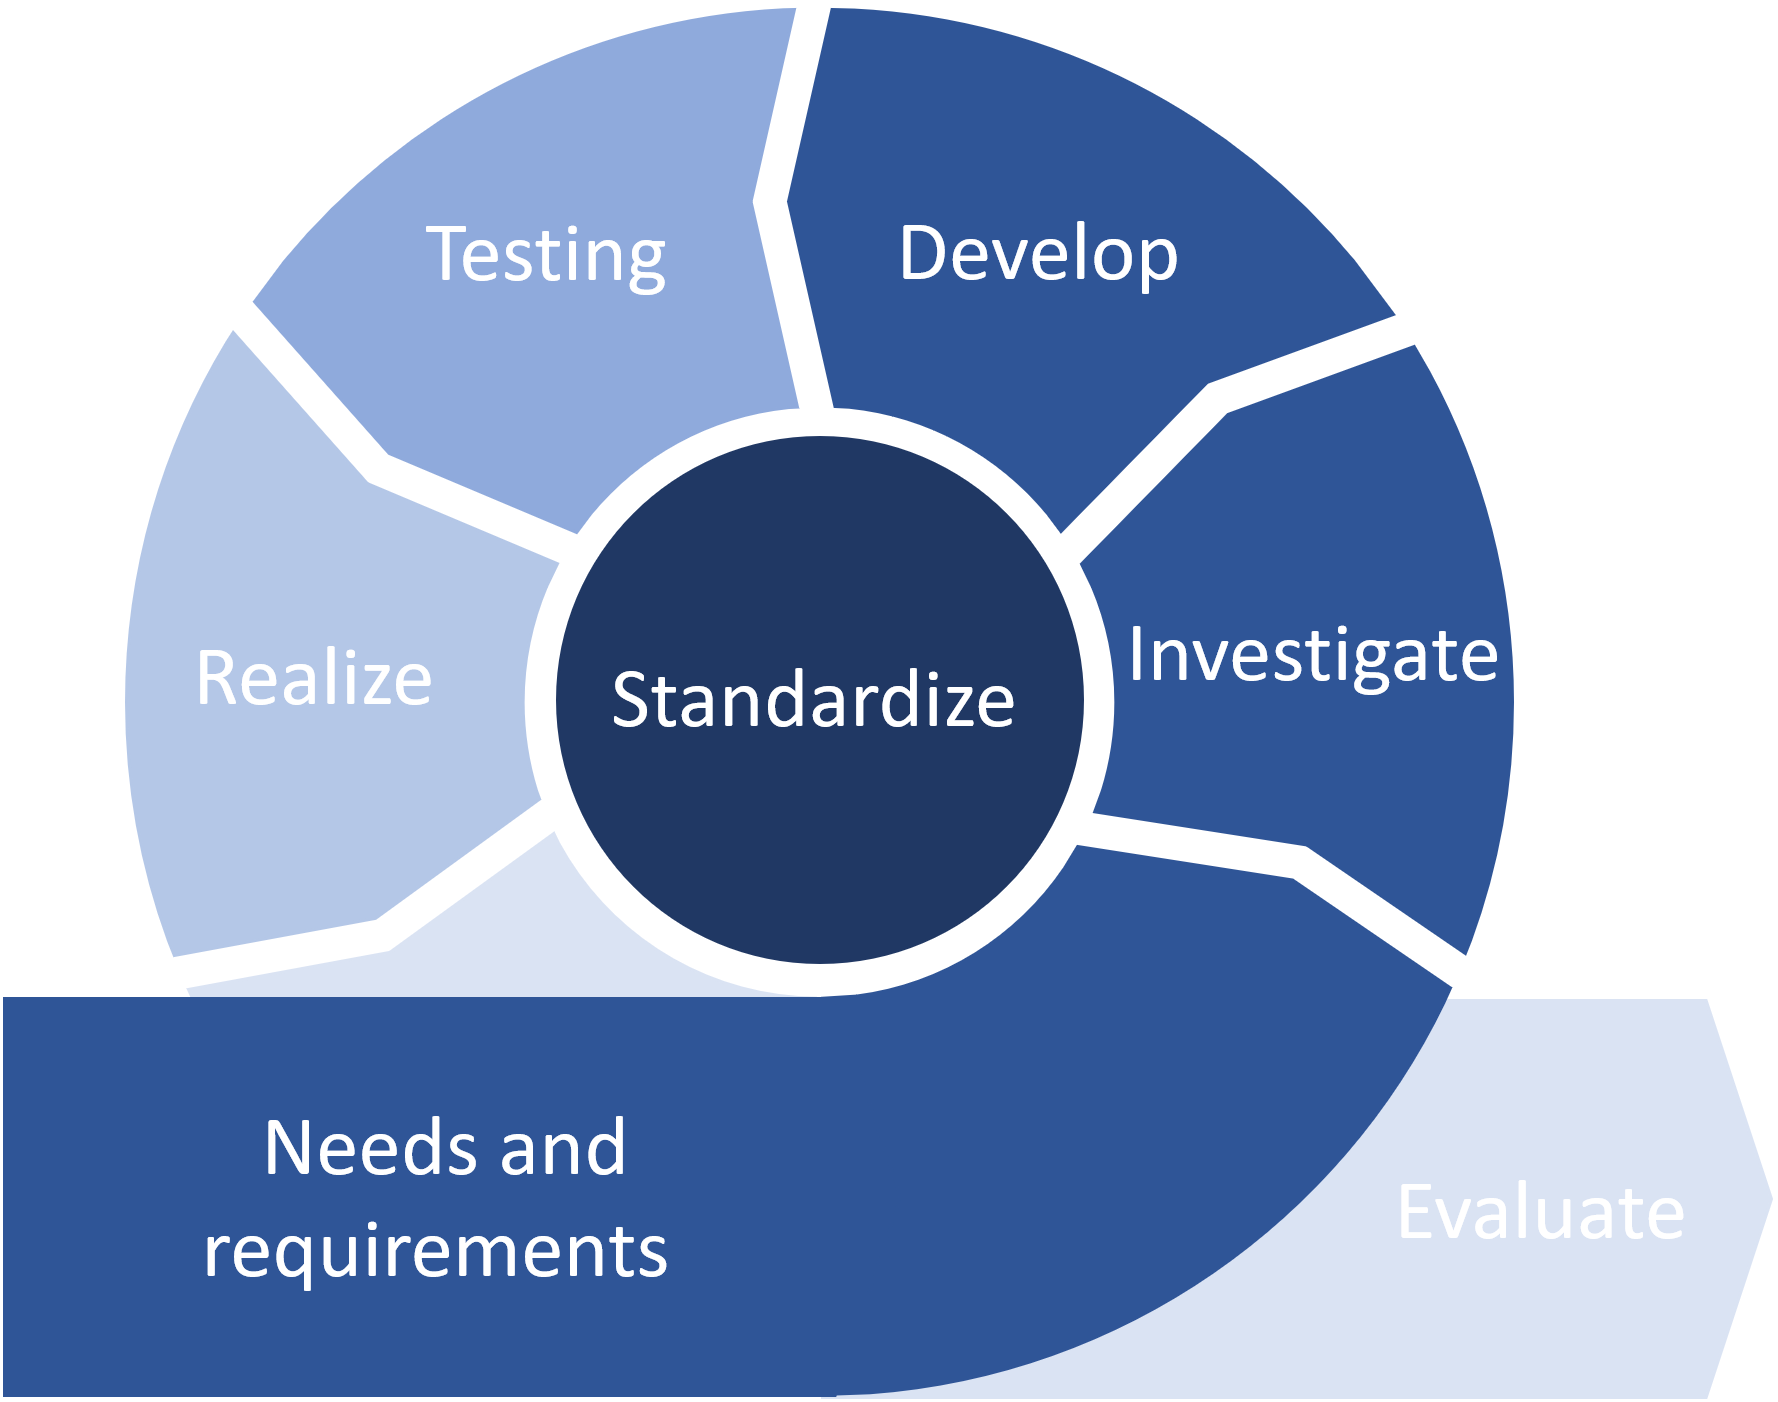 Testing
Develop
Investigate
Realize
Standardize
Needs and
requirements
Evaluate